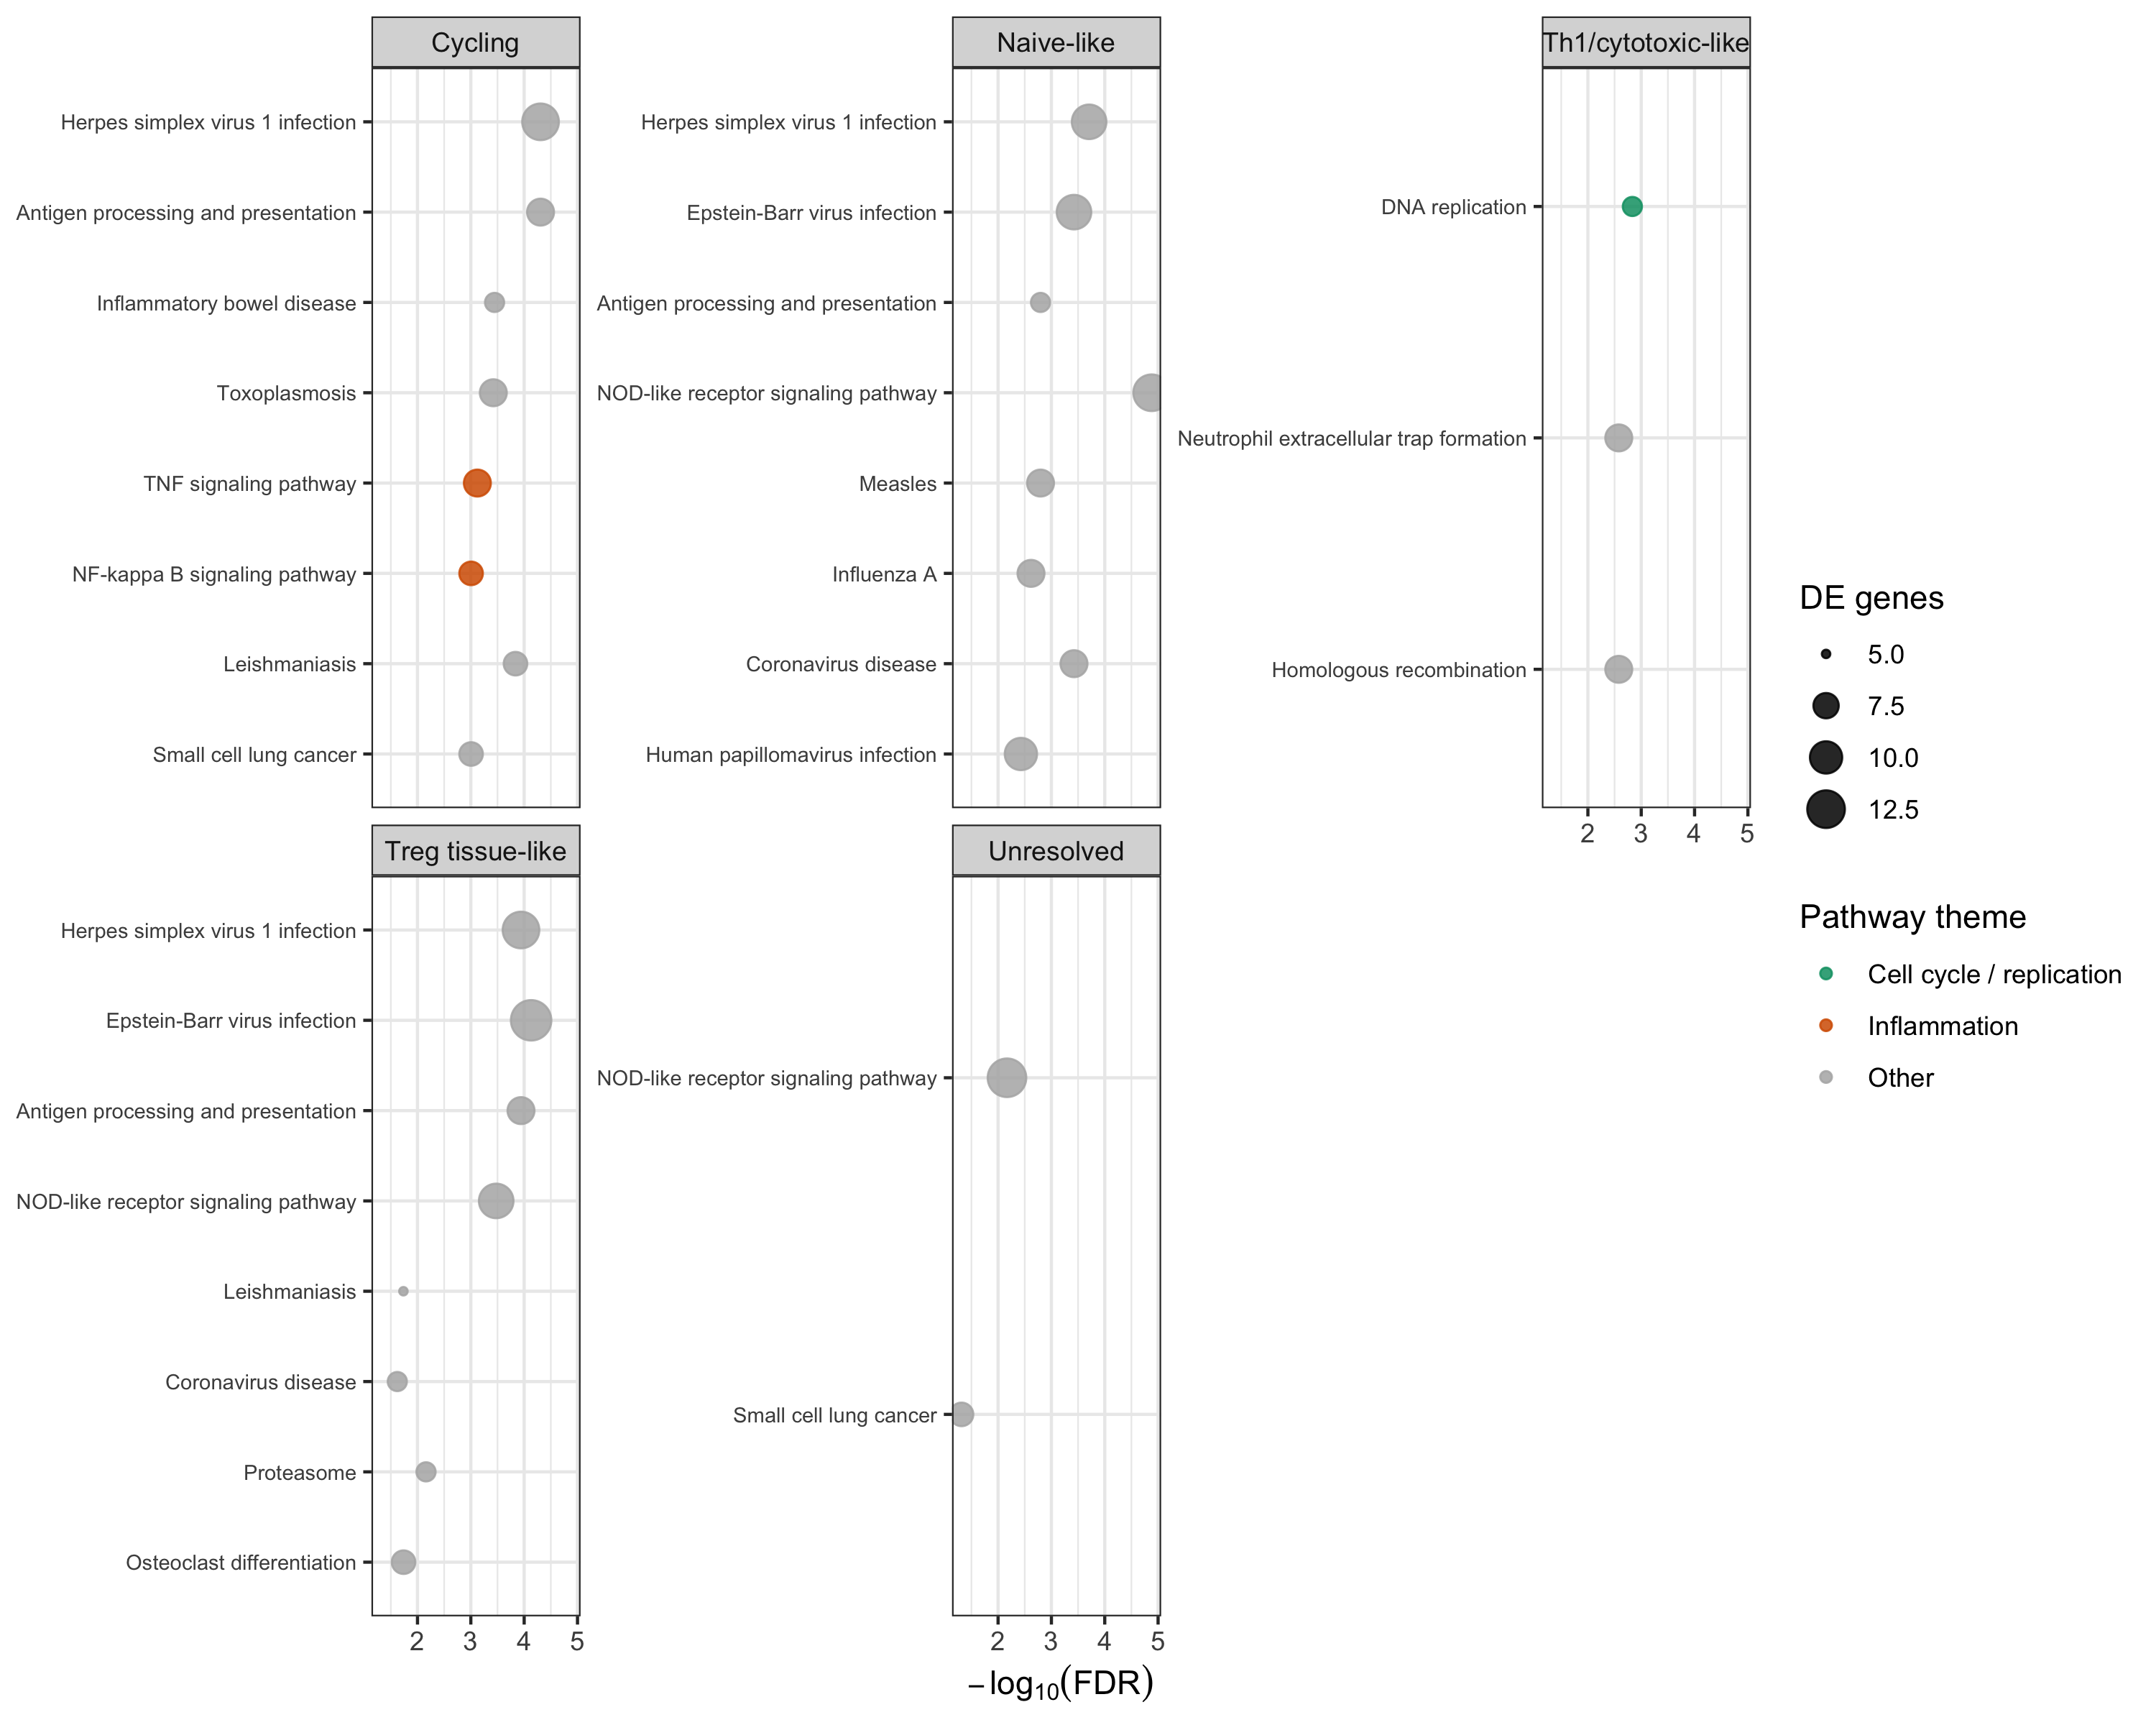 Cycling
Herpes simplex virus 1 infection
Antigen processing and presentation
Inflammatory bowel disease
Toxoplasmosis
TNF signaling pathway
NF-kappa B signaling pathway
Leishmaniasis
Small cell lung cancer
Naive-like
Herpes simplex virus 1 infection
Epstein-Barr virus infection
Antigen processing and presentation
NOD-like receptor signaling pathway
Measles
Influenza A
Coronavirus disease
Human papillomavirus infection
Th1/cytotoxic-like
DNA replication
Neutrophil extracellular trap formation
Homologous recombination
2 3 4 5
Treg tissue-like
Herpes simplex virus 1 infection
Epstein-Barr virus infection
Antigen processing and presentation
NOD-like receptor signaling pathway
Leishmaniasis
Coronavirus disease
Proteasome
Osteoclast differentiation
2 3 4 5
Unresolved
NOD-like receptor signaling pathway
Small cell lung cancer
2 3 4 5
−log10(FDR)
DE genes
5.0
7.5
10.0
12.5
Pathway theme
Cell cycle / replication
Inflammation
Other